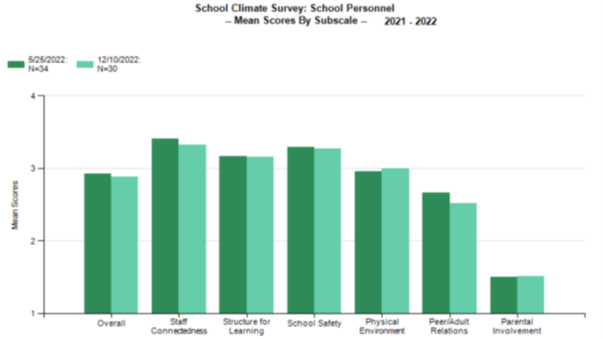 School Climate Survey: School Personnel
-- Mean Scores By Subscale -- 2021 - 2022
5/25/2022:
N=34
12/10/2022:
N=30
4
3
2
1
Mean Scores
Overall
Staff
Connectedness
Structure for
Learning
School Safety
Physical
Environment
Peer/Adult
Relations
Parental
Involvement